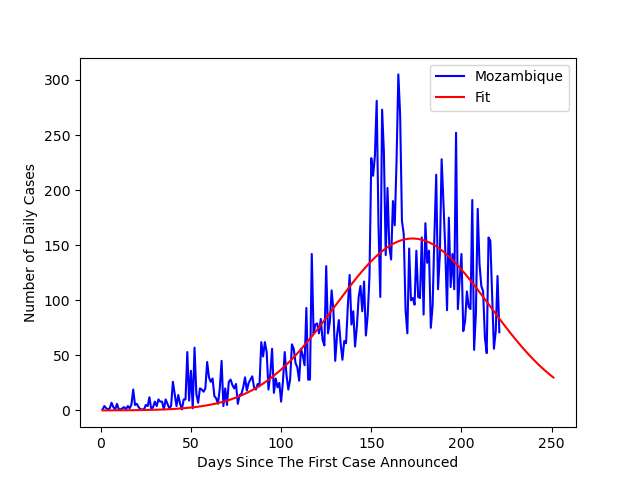 Mozambique
Fit
Number of Daily Cases
300
250
200
150
100
50
0
0 50 100 150 200 250
Days Since The First Case Announced